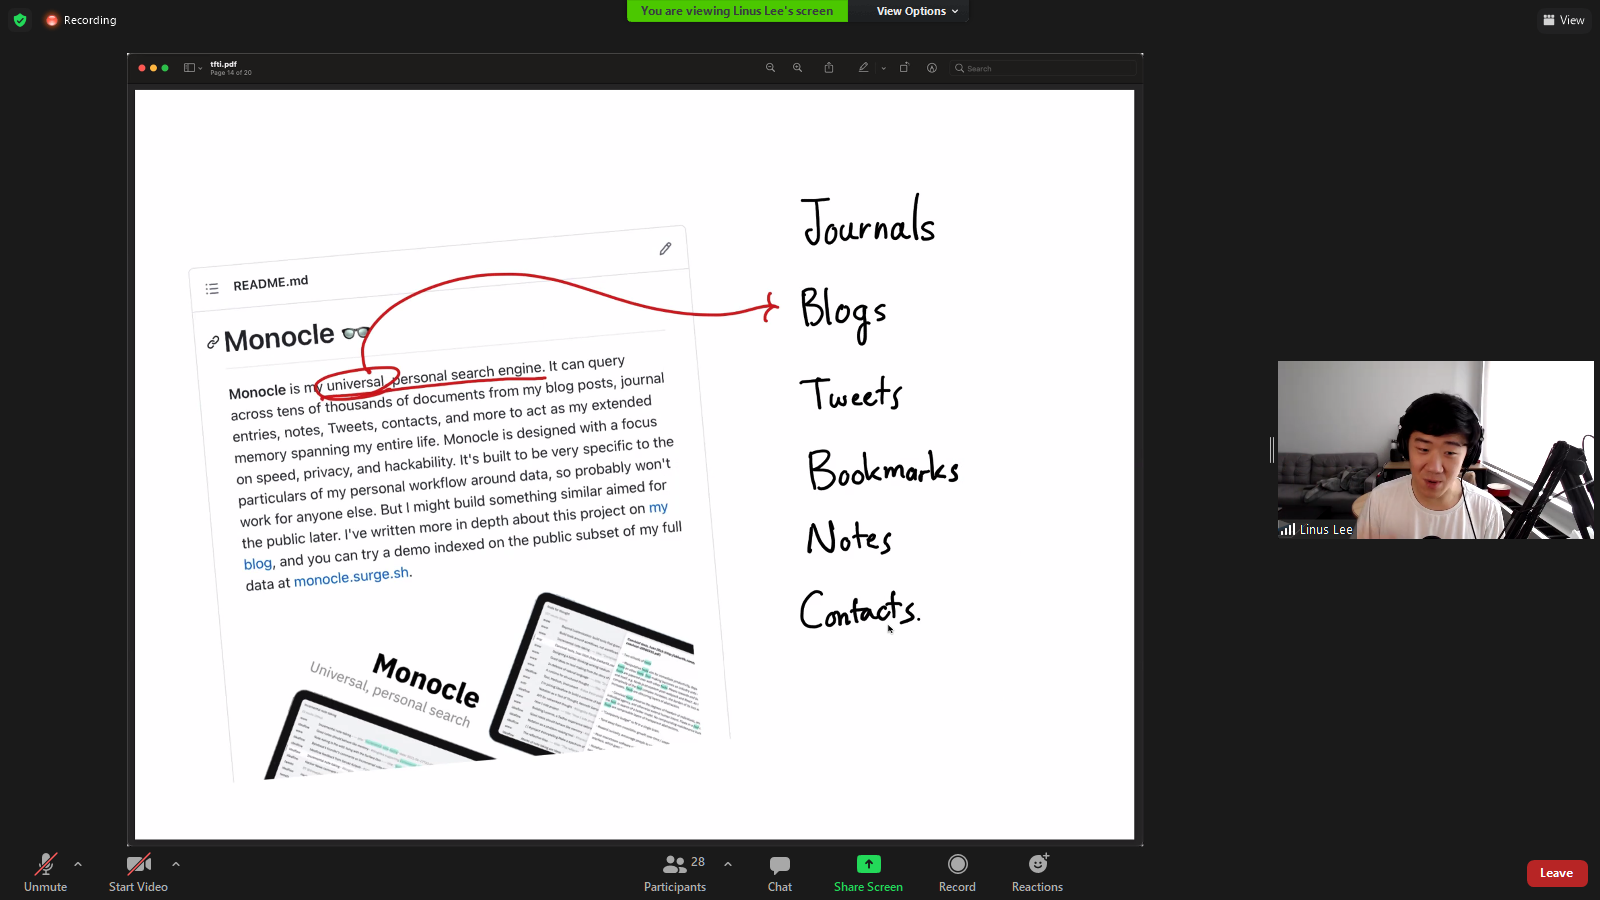 Recording
You are viewing Linus Lee's screen
View Options
View
tfti.pdf
Page 14 of 20
Search
README.md
Monocle 👓
Monocle is my universal, personal search engine. It can query
across tens of thousands of documents from my blog posts, journal
entries, notes, Tweets, contacts, and more to act as my extended
memory spanning my entire life. Monocle is designed with a focus
on speed, privacy, and hackability. It's built to be very specific to the
particulars of my personal workflow around data, so probably won't
work for anyone else. But I might build something similar aimed for
the public later. I've written more in depth about this project on my
blog, and you can try a demo indexed on the public subset of my full
data at monocle.surge.sh.
Monocle
Universal, personal search
Journals
Blogs
Tweets
Bookmarks
Notes
Contacts.
Linus Lee
Unmute
Start Video
28
Participants
Chat
Share Screen
Record
Reactions
Leave